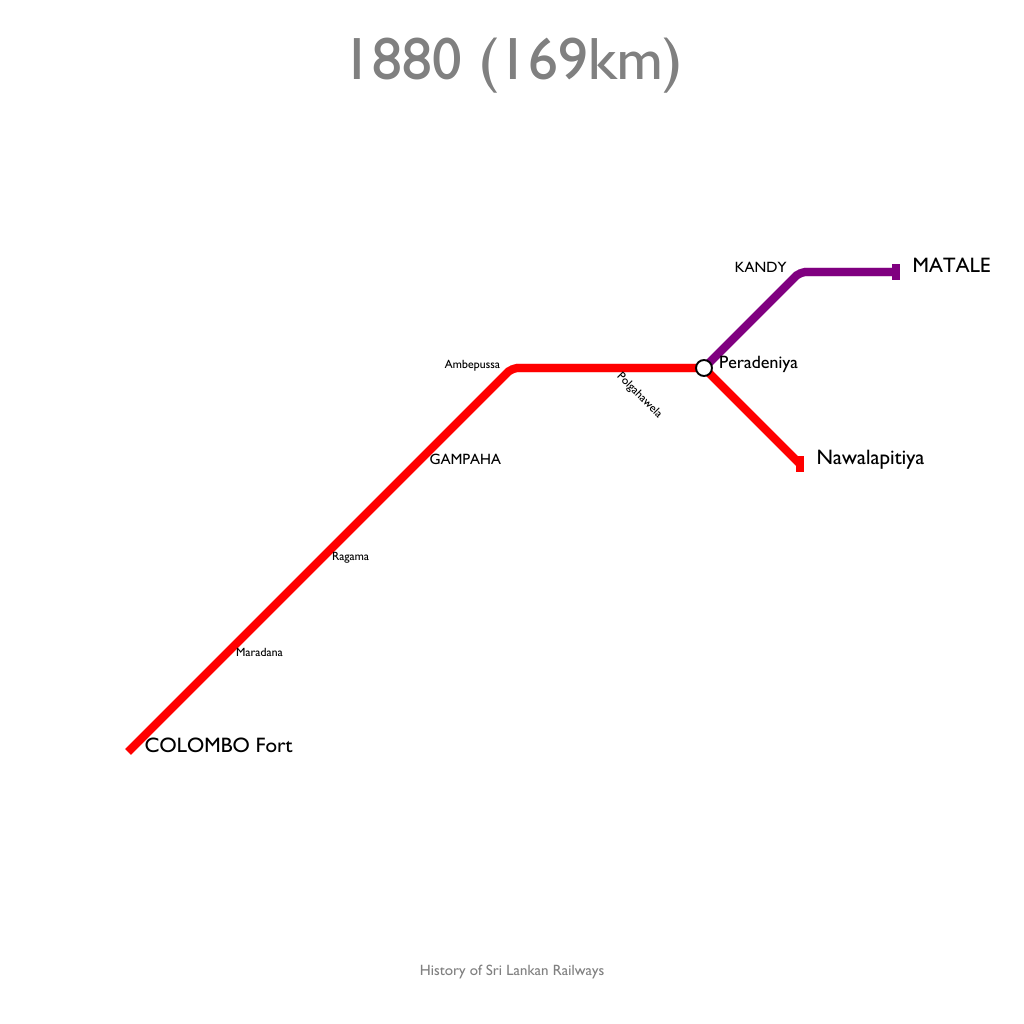 1880 (169km)
KANDY
MATALE
Ambepussa
Peradeniya
Polgahawela
GAMPAHA
Nawalapitiya
Ragama
Maradana
COLOMBO Fort
History of Sri Lankan Railways